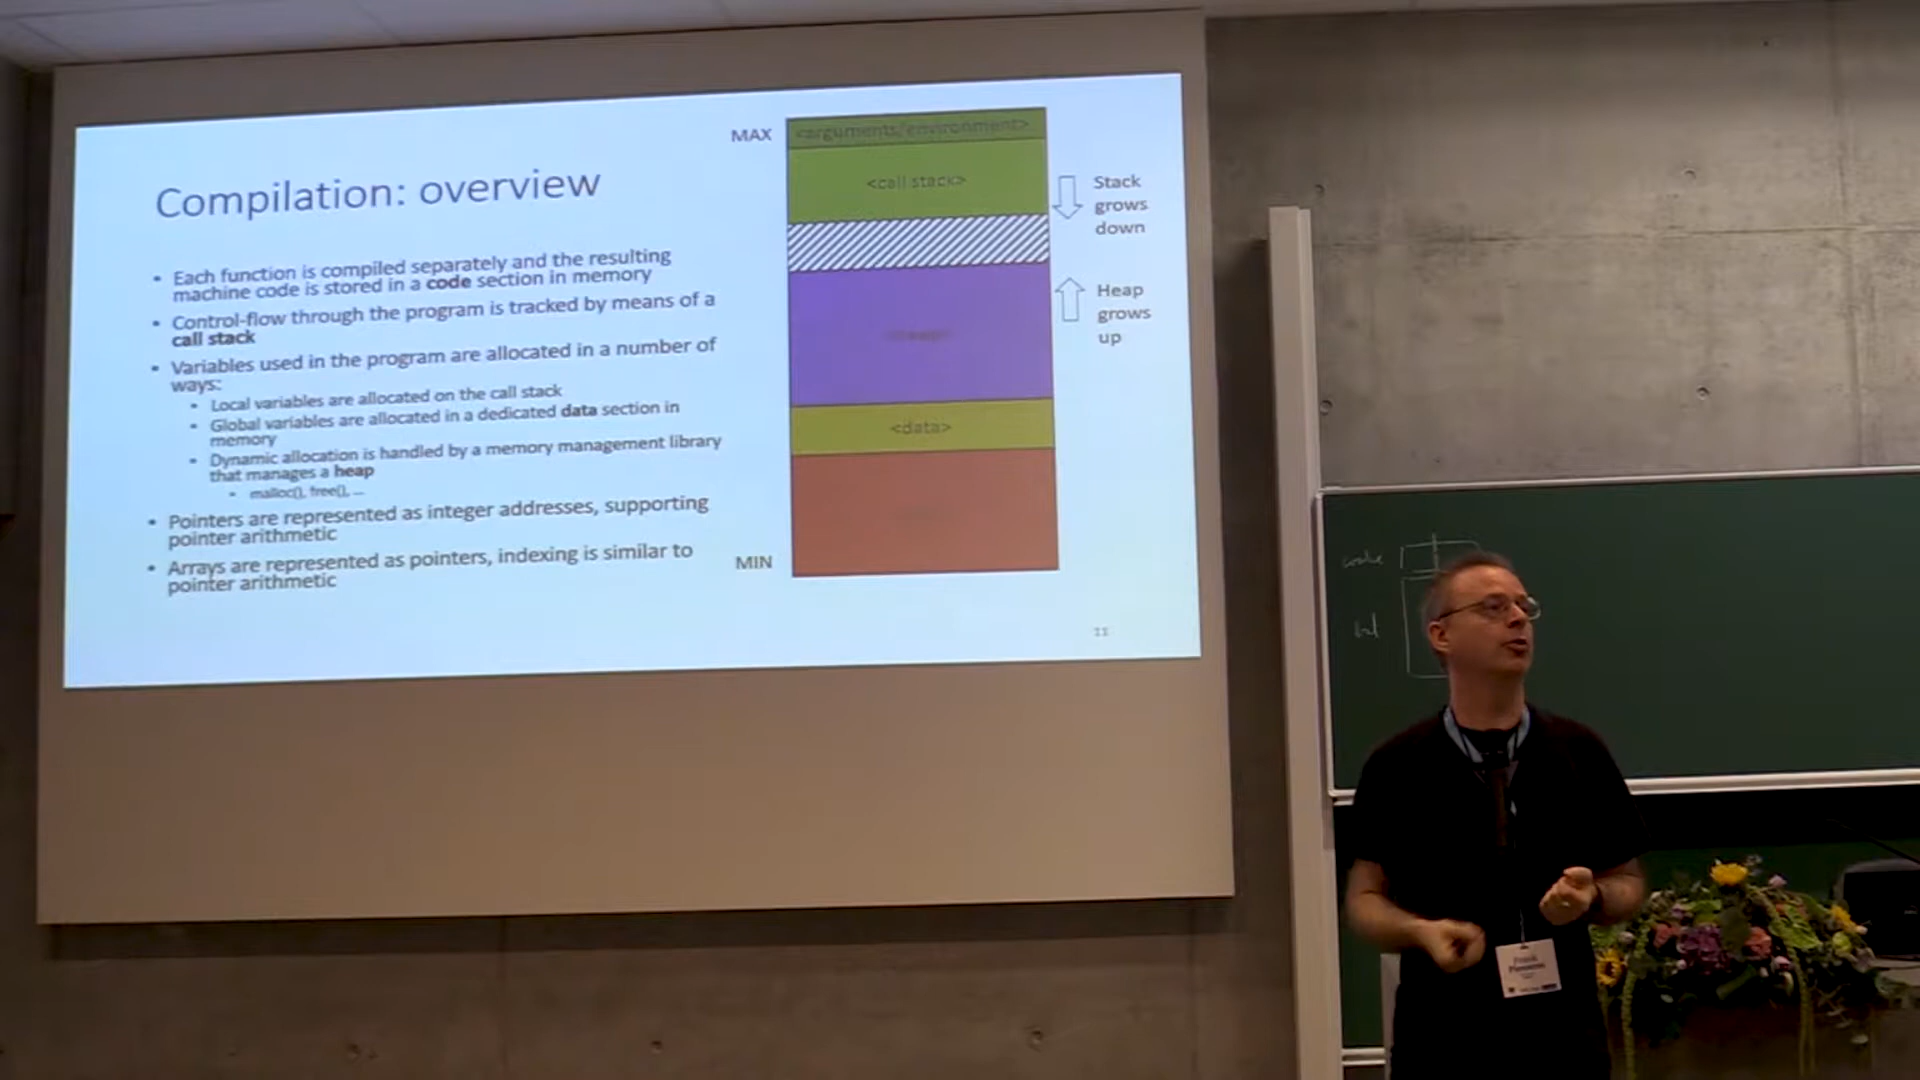 Compilation: overview
• Each function is compiled separately and the resulting
machine code is stored in a code section in memory
• Control-flow through the program is tracked by means of a
call stack
• Variables used in the program are allocated in a number of
ways:
• Local variables are allocated on the call stack
• Global variables are allocated in a dedicated data section in
memory
• Dynamic allocation is handled by a memory management library
that manages a heap
• malloc(), free(), ...
• Pointers are represented as integer addresses, supporting
pointer arithmetic
• Arrays are represented as pointers, indexing is similar to
pointer arithmetic
MAX
<arguments/environment>
<call stack>
Stack
grows
down
Heap
grows
up
<data>
MIN
11
code
Frank